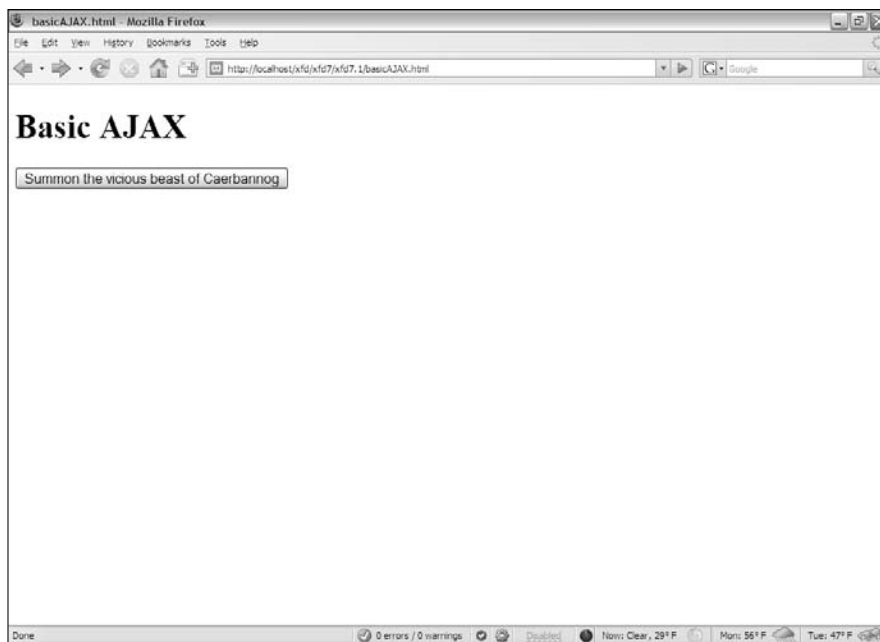 basicAJAX.html - Mozilla Firefox
File Edit View History Bookmarks Tools Help
http://localhost/xfd/xfd7/xfd7.1/basicAJAX.html
G Google
Basic AJAX
Summon the vicious beast of Caerbannog
Done 0 errors / 0 warnings Disabled Now: Clear, 29° F Mon: 56° F Tue: 47° F